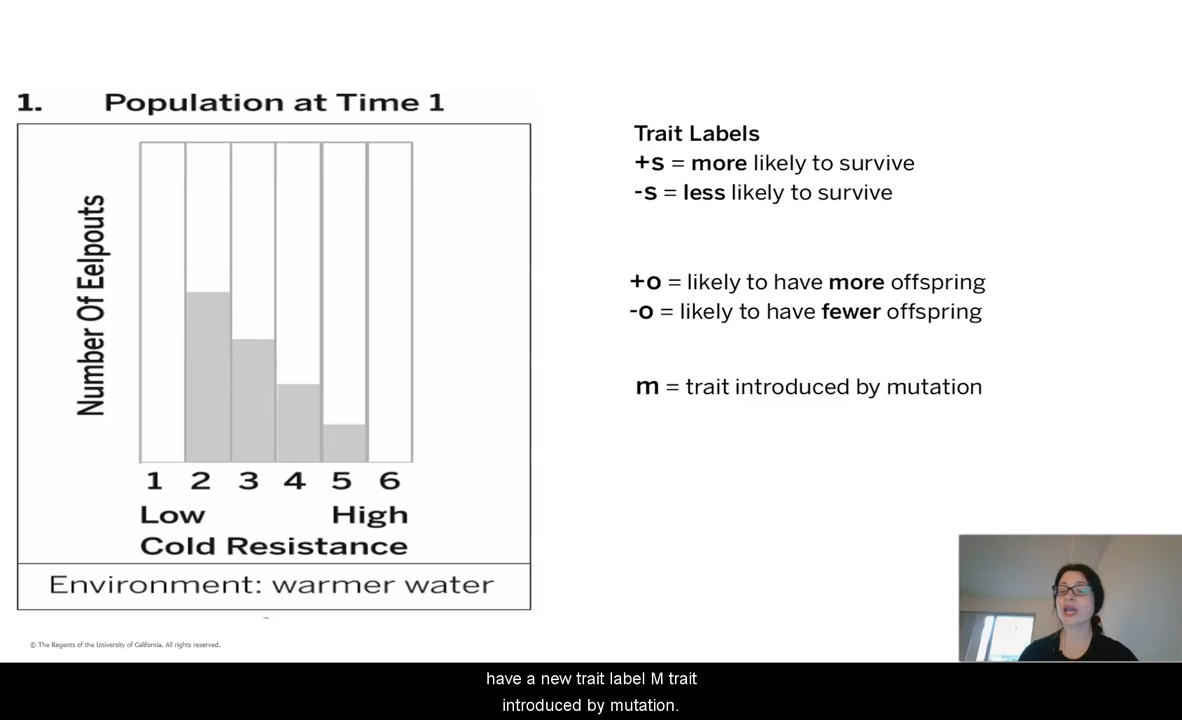 1. Population at Time 1
Number Of Eelpouts
1 2 3 4 5 6
Low High
Cold Resistance
Environment: warmer water
Trait Labels
+s = more likely to survive
-s = less likely to survive
+o = likely to have more offspring
-o = likely to have fewer offspring
m = trait introduced by mutation
© The Regents of the University of California. All rights reserved.
have a new trait label M trait
introduced by mutation.